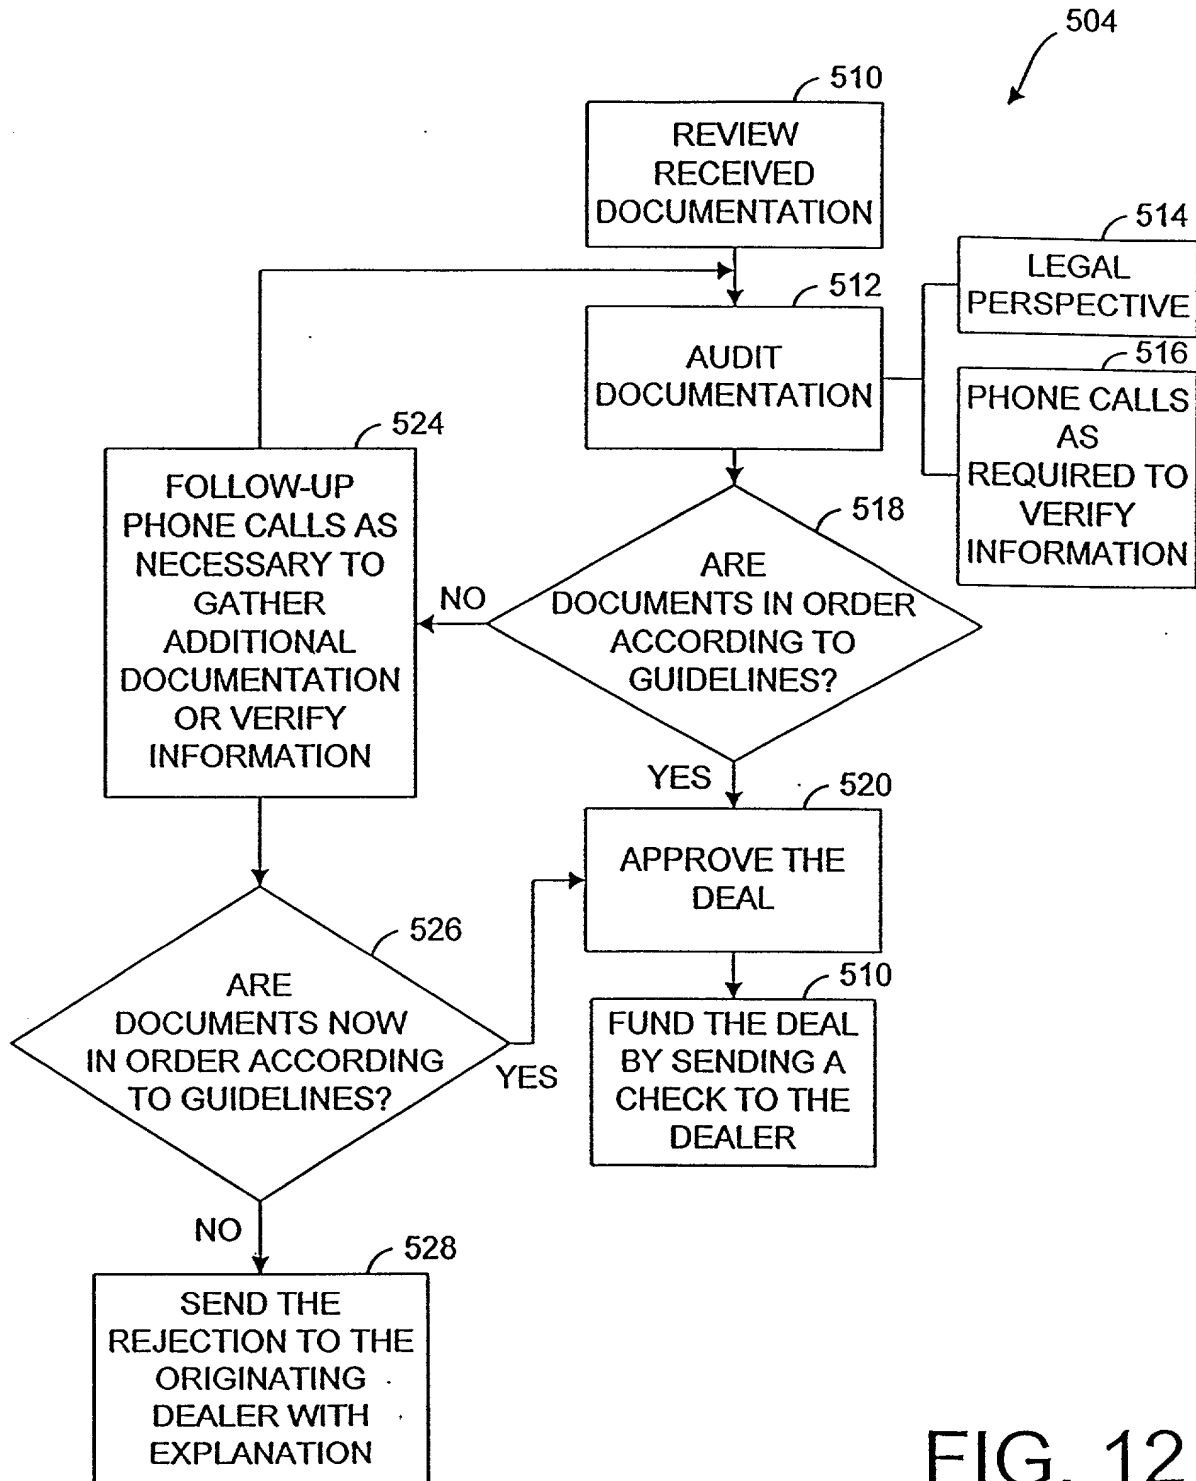 504
510
REVIEW
RECEIVED
DOCUMENTATION
514
LEGAL
PERSPECTIVE
512
AUDIT
DOCUMENTATION
516
PHONE CALLS
AS
REQUIRED TO
VERIFY
INFORMATION
524
FOLLOW-UP
PHONE CALLS AS
NECESSARY TO
GATHER
ADDITIONAL
DOCUMENTATION
OR VERIFY
INFORMATION
518
ARE
DOCUMENTS IN ORDER
ACCORDING TO
GUIDELINES?
NO
YES
520
APPROVE THE
DEAL
526
ARE
DOCUMENTS NOW
IN ORDER ACCORDING
TO GUIDELINES?
YES
510
FUND THE DEAL
BY SENDING A
CHECK TO THE
DEALER
NO
528
SEND THE
REJECTION TO THE
ORIGINATING
DEALER WITH
EXPLANATION
FIG. 12